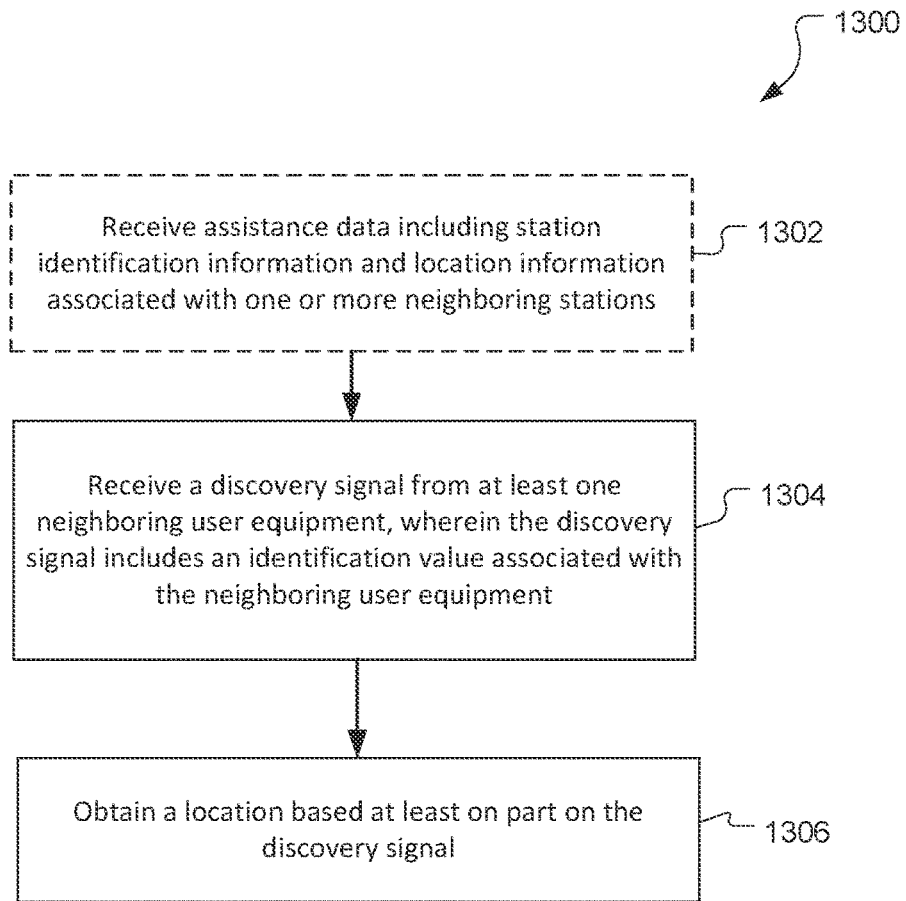 1300
Receive assistance data including station
identification information and location information
associated with one or more neighboring stations
1302
Receive a discovery signal from at least one
neighboring user equipment, wherein the discovery
signal includes an identification value associated with
the neighboring user equipment
1304
Obtain a location based at least on part on the
discovery signal
1306